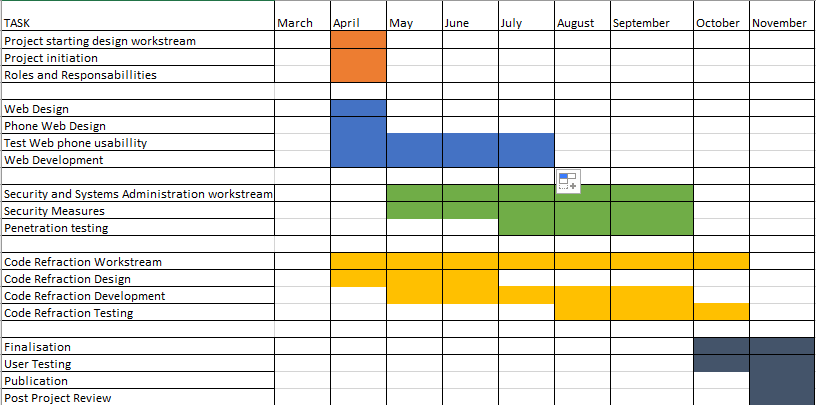 TASK March April May June July August September October November
Project starting design workstream
Project initiation
Roles and Responsabillities
Web Design
Phone Web Design
Test Web phone usabillity
Web Development
Security and Systems Administration workstream
Security Measures
Penetration testing
Code Refraction Workstream
Code Refraction Design
Code Refraction Development
Code Refraction Testing
Finalisation
User Testing
Publication
Post Project Review